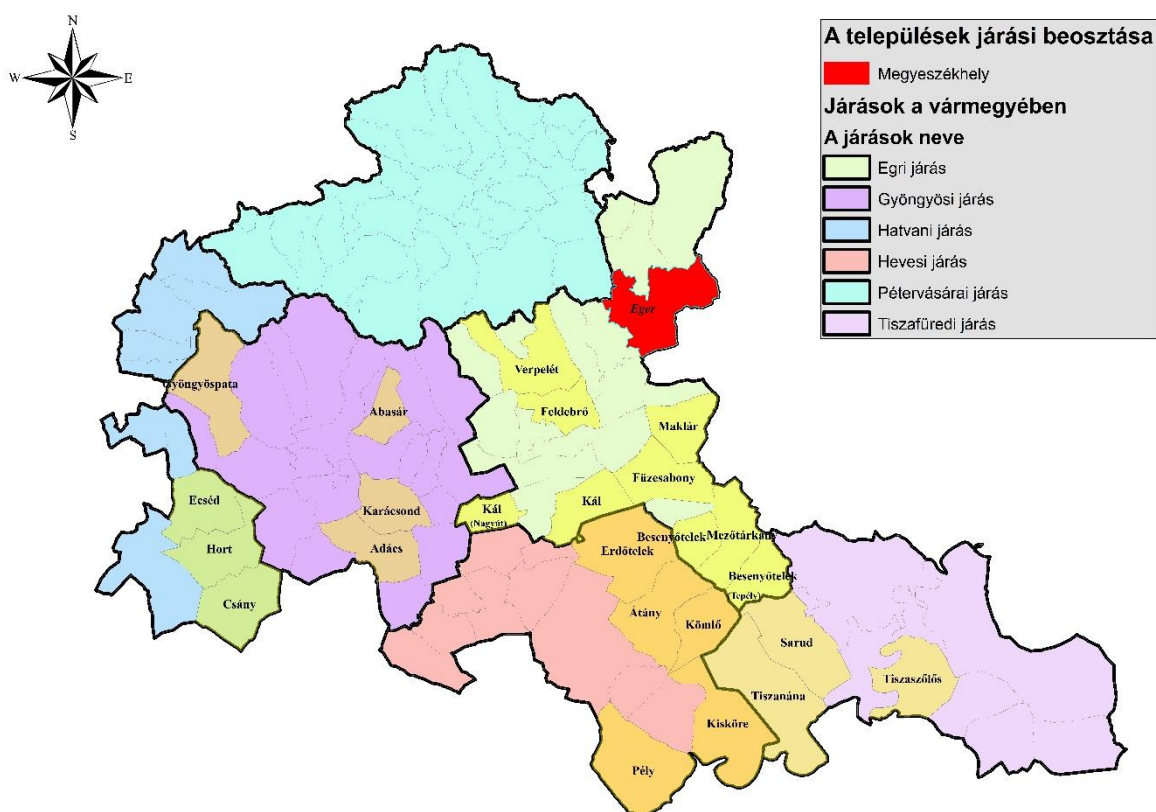 N
W
E
S
A települések járási beosztása
Megyeszékhely
Járások a vármegyében
A járások neve
Egri járás
Gyöngyösi járás
Hatvani járás
Hevesi járás
Pétervásárai járás
Tiszafüredi járás
Eger
Verpelét
Gyöngyöspata
Abasár
Feldebrő
Maklár
Füzesabony
Ecséd
Karácsond
Kál
(Nagyút)
Kál
Hort
Adács
Erdőtelek
Besenyőtelek
Mezőtárkány
Besenyőtelek
(Tepély)
Csány
Átány
Kömlő
Sarud
Tiszaszőlős
Tiszanána
Kisköre
Pély